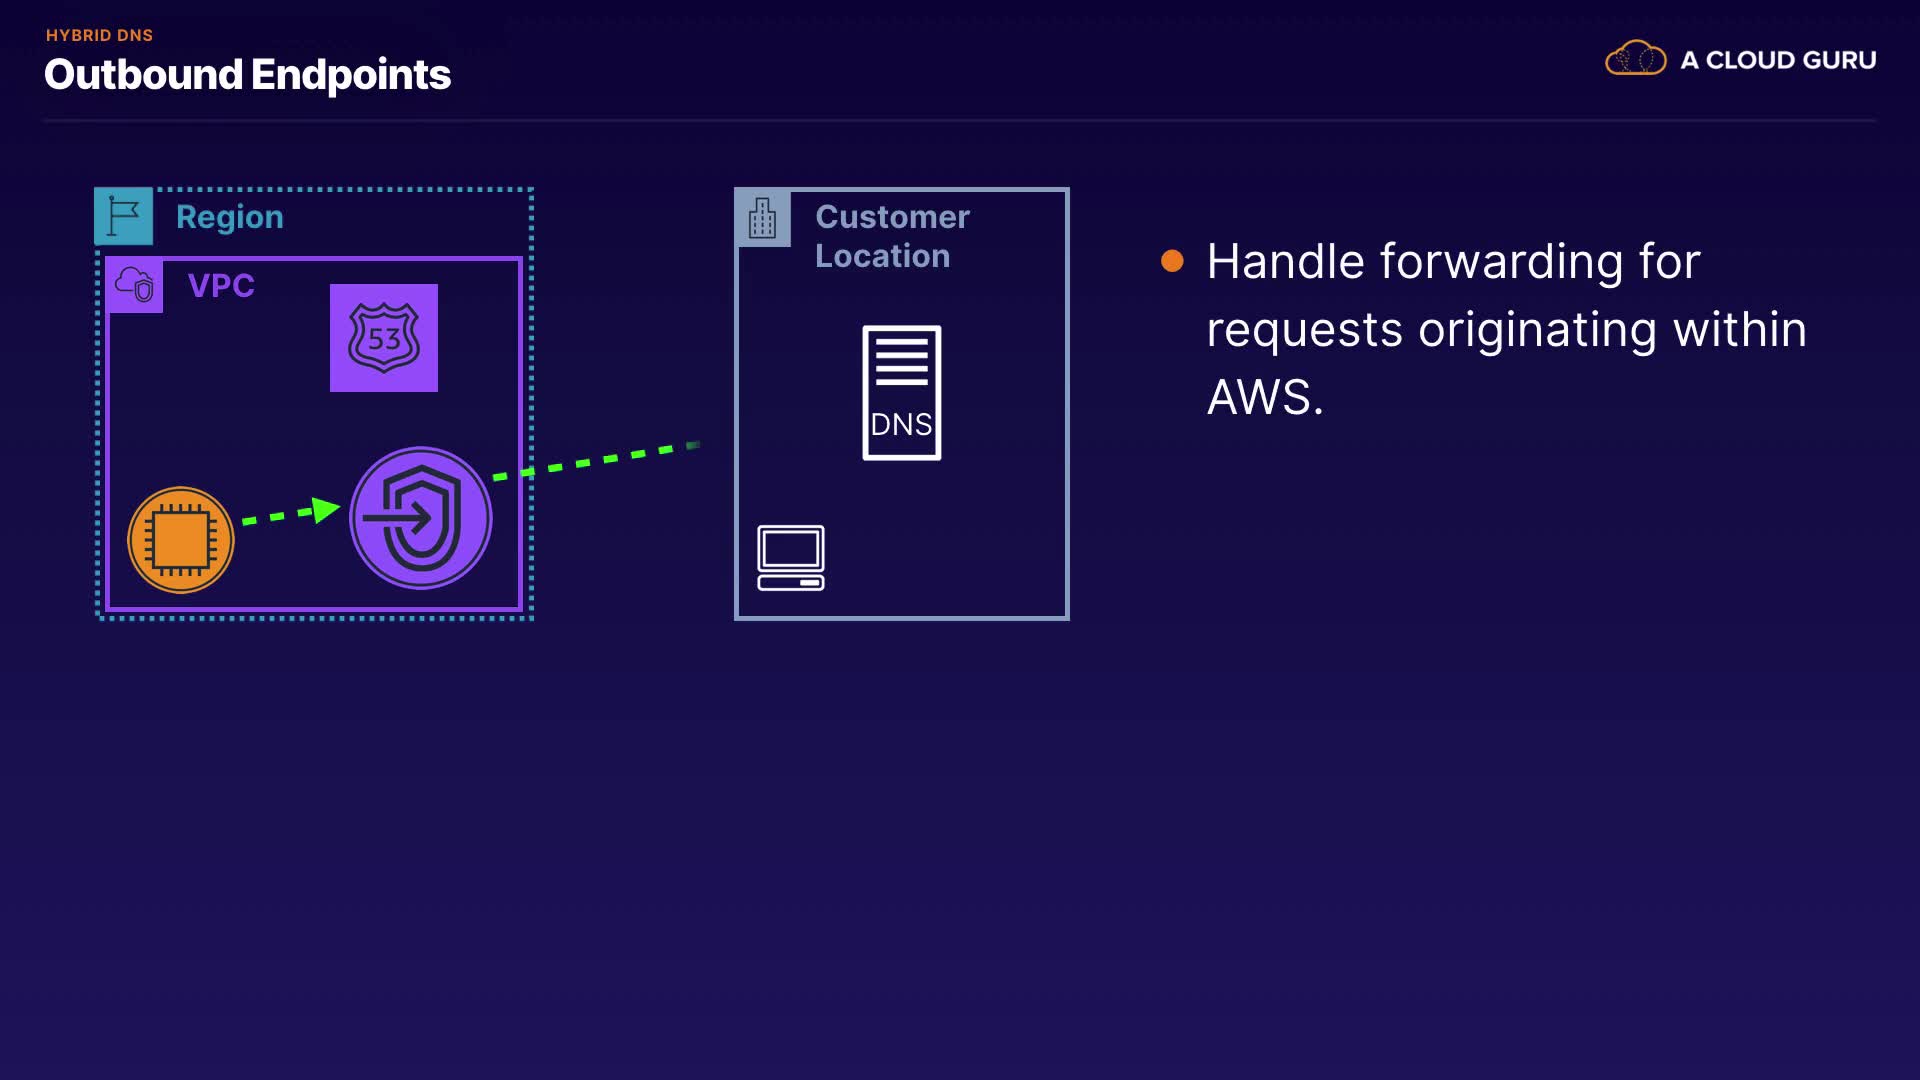 HYBRID DNS
Outbound Endpoints
A CLOUD GURU
Region
VPC
53
Customer
Location
DNS
Handle forwarding for
requests originating within
AWS.